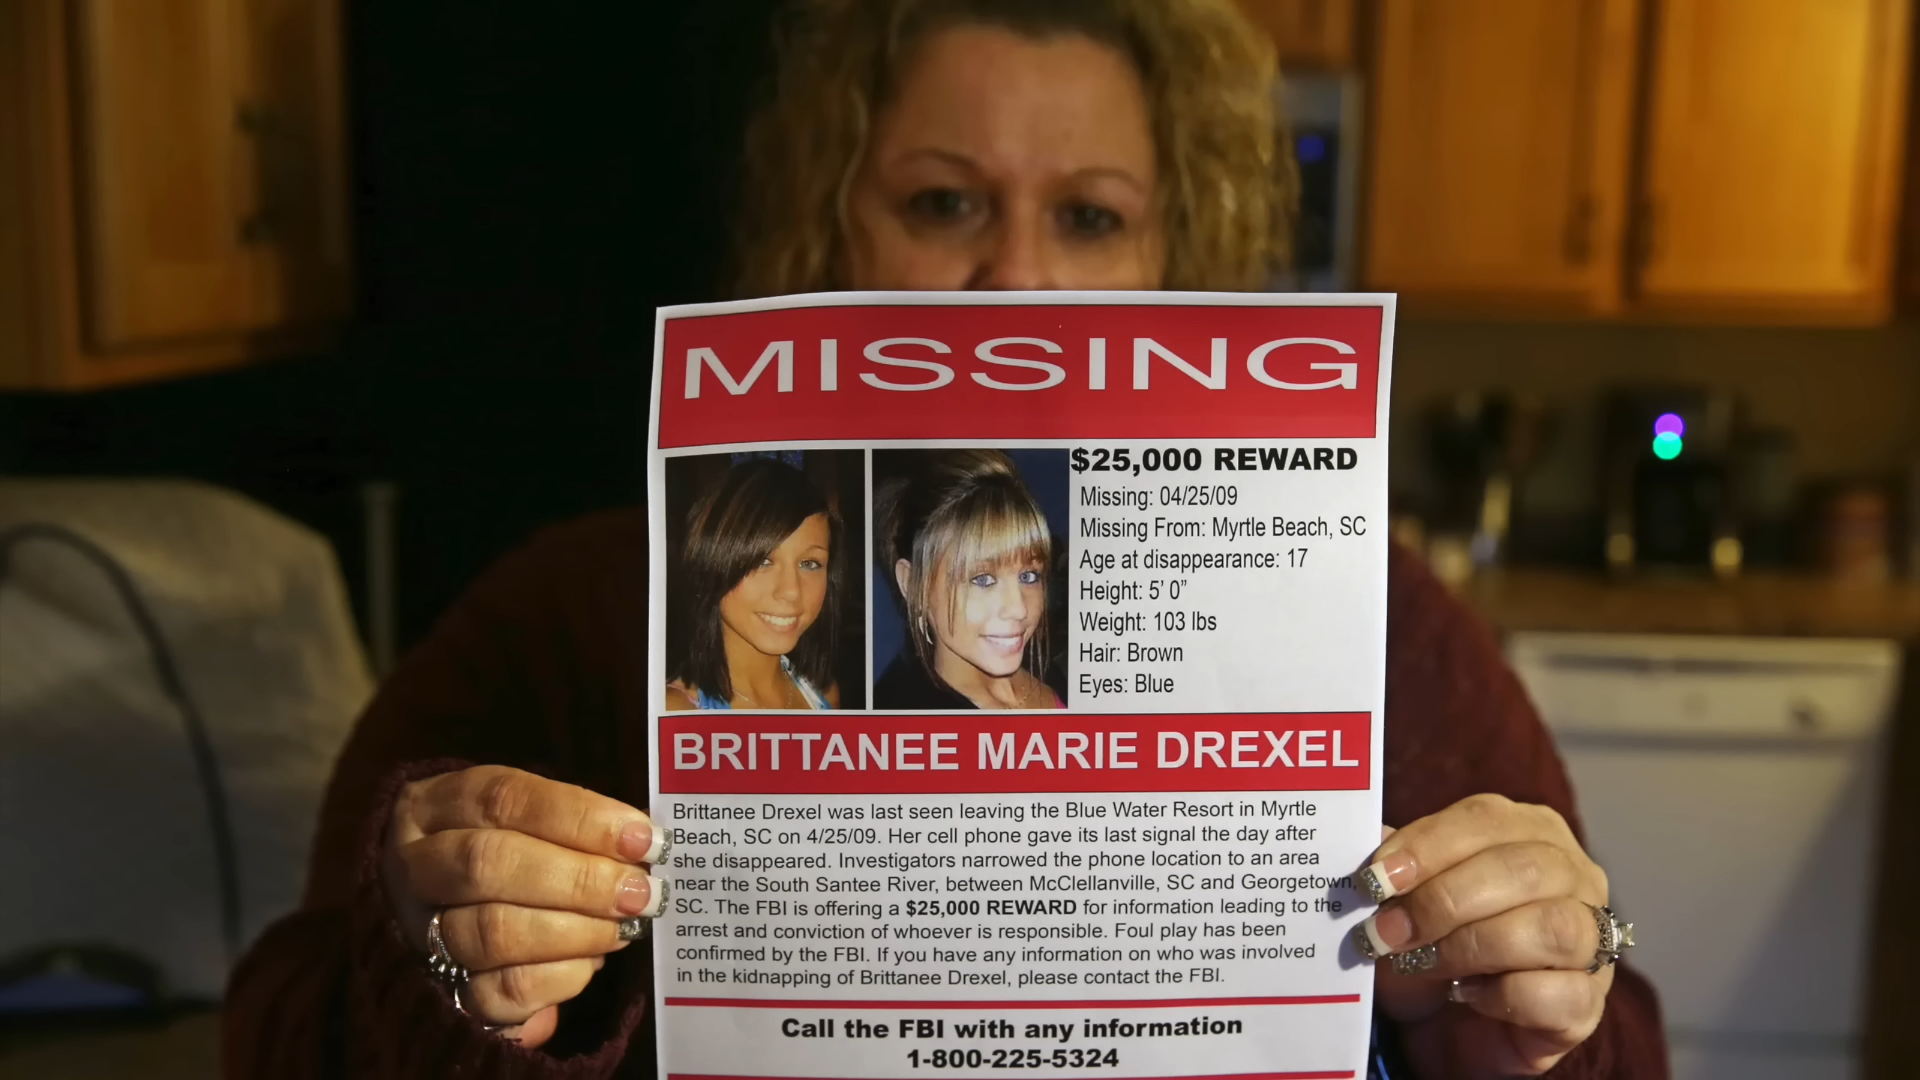 MISSING
$25,000 REWARD
Missing: 04/25/09
Missing From: Myrtle Beach, SC
Age at disappearance: 17
Height: 5’ 0”
Weight: 103 lbs
Hair: Brown
Eyes: Blue
BRITTANEE MARIE DREXEL
Brittanee Drexel was last seen leaving the Blue Water Resort in Myrtle
Beach, SC on 4/25/09. Her cell phone gave its last signal the day after
she disappeared. Investigators narrowed the phone location to an area
near the South Santee River, between McClellanville, SC and Georgetown,
SC. The FBI is offering a $25,000 REWARD for information leading to the
arrest and conviction of whoever is responsible. Foul play has been
confirmed by the FBI. If you have any information on who was involved
in the kidnapping of Brittanee Drexel, please contact the FBI.
Call the FBI with any information
1-800-225-5324